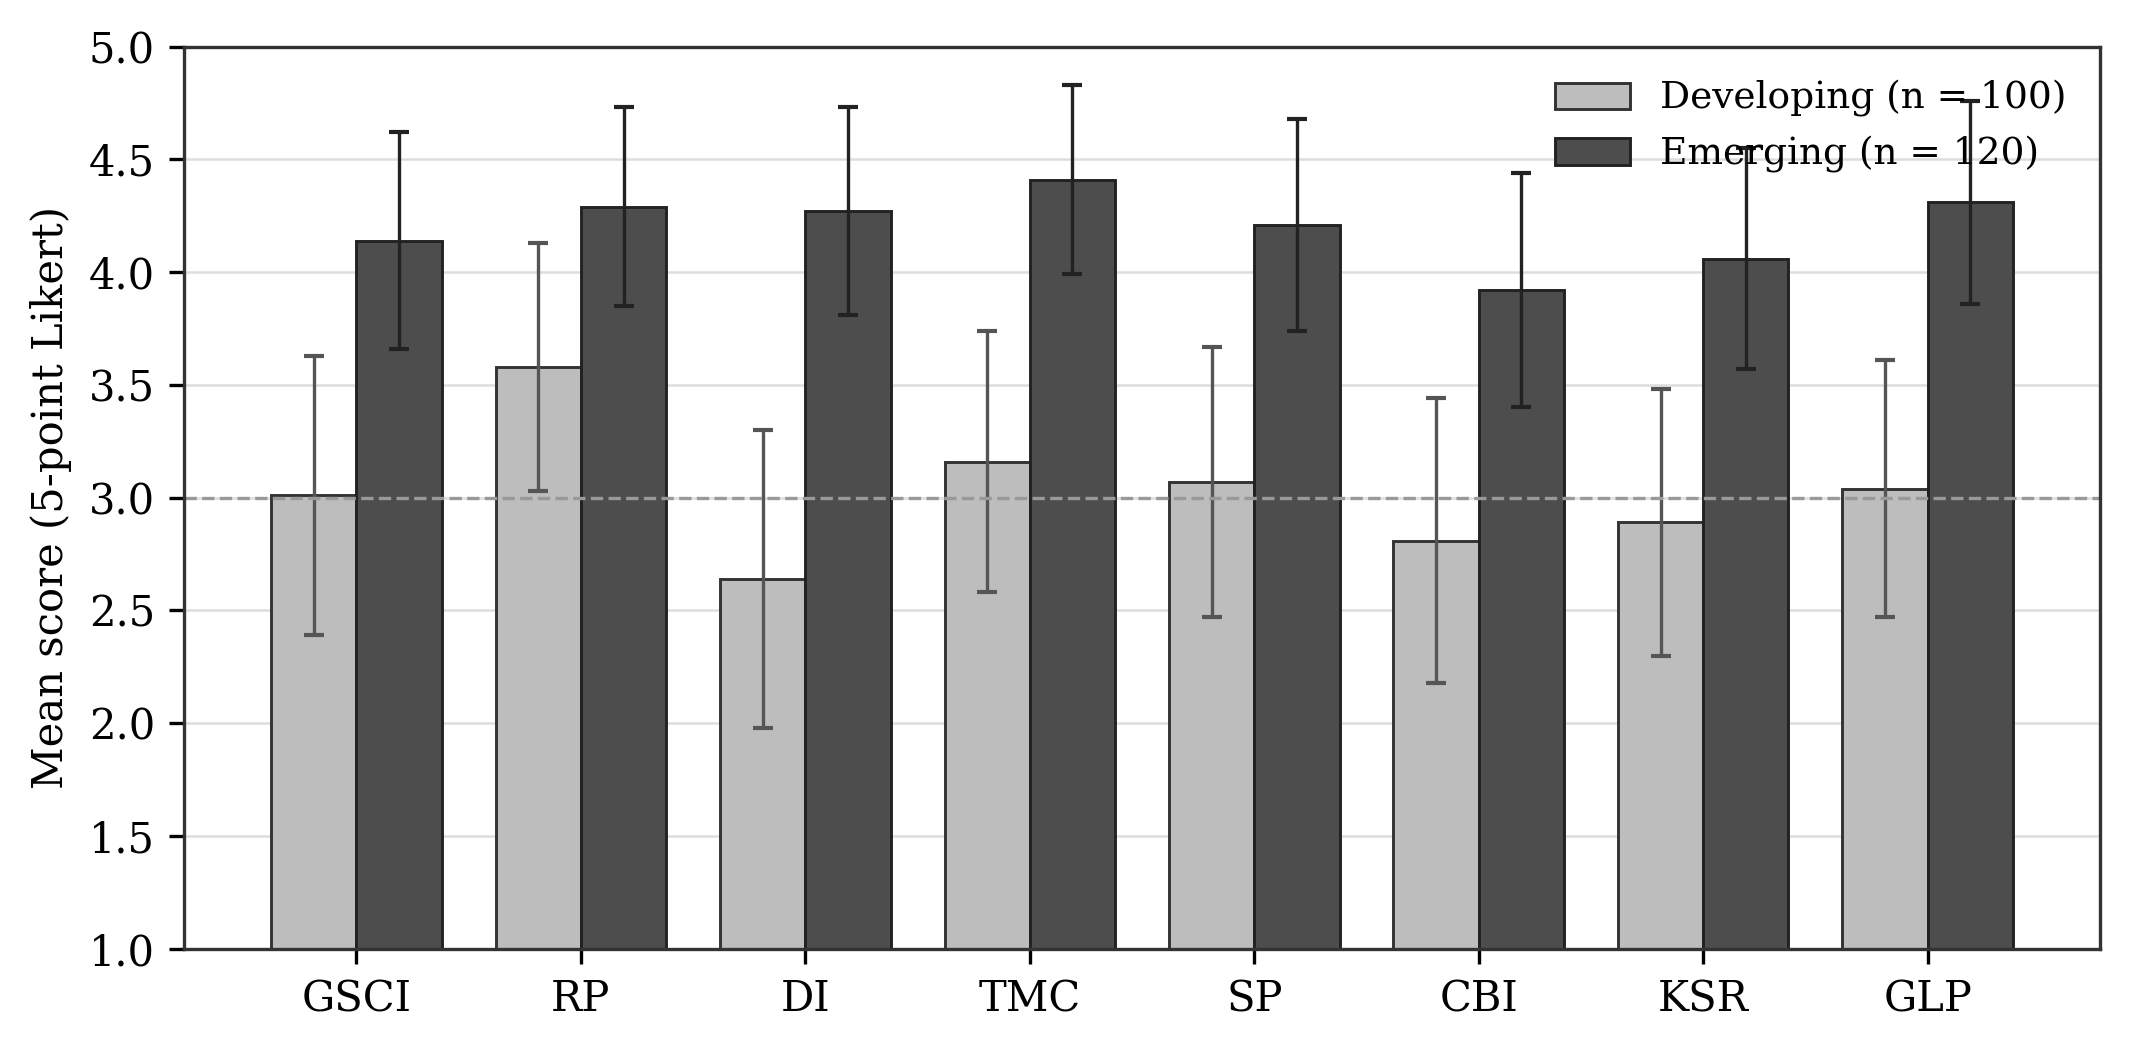 Mean score (5-point Likert)
5.0
4.5
4.0
3.5
3.0
2.5
2.0
1.5
1.0
Developing (n = 100)
Emerging (n = 120)
GSCI RP DI TMC SP CBI KSR GLP